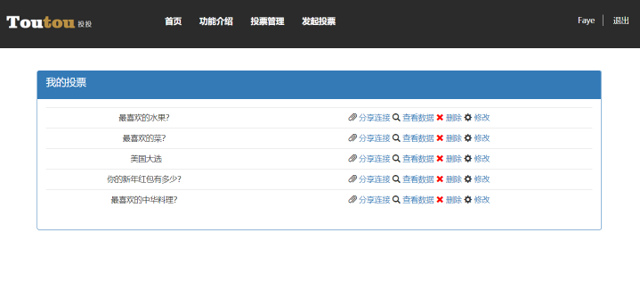 Toutou 投投 首页 功能介绍 投票管理 发起投票 Faye 退出
我的投票
最喜欢的水果? 分享连接 查看数据 删除 修改
最喜欢的菜? 分享连接 查看数据 删除 修改
美国大选 分享连接 查看数据 删除 修改
你的新年红包有多少? 分享连接 查看数据 删除 修改
最喜欢的中华料理? 分享连接 查看数据 删除 修改